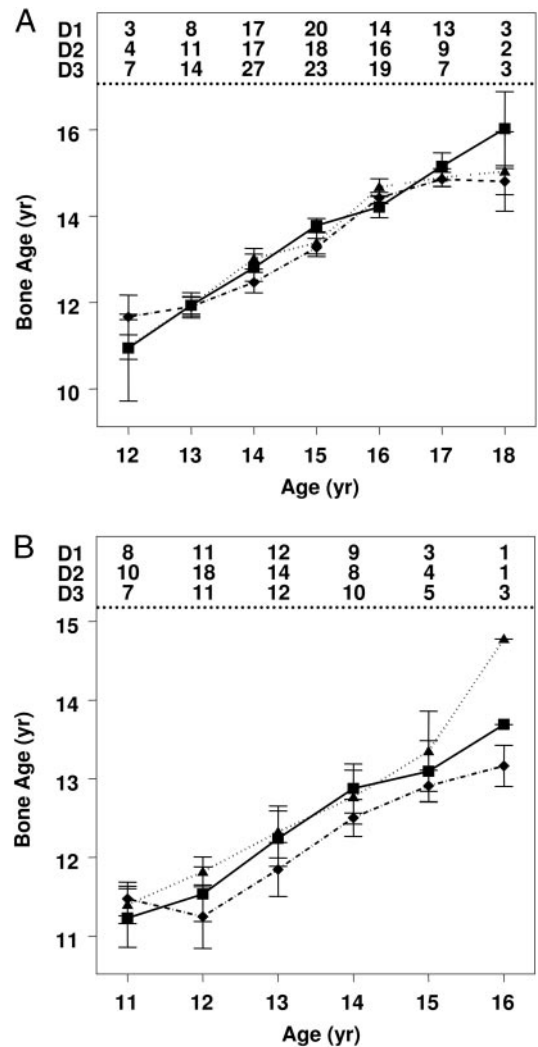 A
D1 3 8 17 20 14 13 3
D2 4 11 17 18 16 9 2
D3 7 14 27 23 19 7 3
16
14
12
10
Bone Age (yr)
12 13 14 15 16 17 18
Age (yr)
B
D1 8 11 12 9 3 1
D2 10 18 14 8 4 1
D3 7 11 12 10 5 3
15
14
13
12
11
Bone Age (yr)
11 12 13 14 15 16
Age (yr)